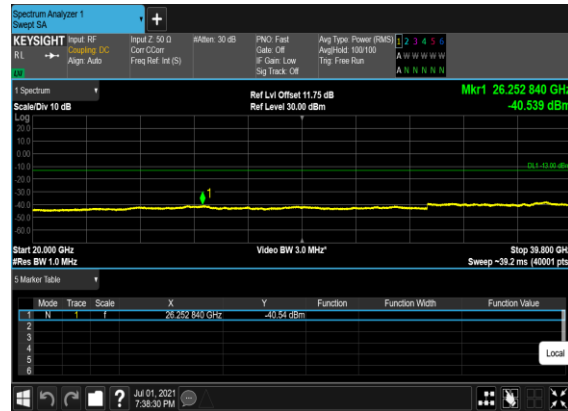 Spectrum Analyzer 1
Swept SA
+
KEYSIGHT Input: RF Input Z: 50 Ω #Atten: 30 dB PNO: Fast Avg Type: Power (RMS) 1 2 3 4 5 6
RL Coupling: DC Corr CCorr Gate: Off Avg|Hold: 100/100 A W W W W W
Align: Auto Freq Ref: Int (S) IF Gain: Low Trig: Free Run
Sig Track: Off A N N N N N
1 Spectrum
Ref Lvl Offset 11.75 dB Mkr1 26.252 840 GHz
Scale/Div 10 dB Ref Level 30.00 dBm -40.539 dBm
Log
20.0
10.0
0.00
-10.0 DL1 -13.00 dBm
-20.0
-30.0
1
-40.0
-50.0
-60.0
Start 20.000 GHz Video BW 3.0 MHz* Stop 39.800 GHz
#Res BW 1.0 MHz Sweep ~39.2 ms (40001 pts
5 Marker Table
Mode Trace Scale X Y Function Function Width Function Value
1 N 1 f 26.252 840 GHz -40.54 dBm
2
3
4
5
6
Local
? Jul 01, 2021
7:38:30 PM